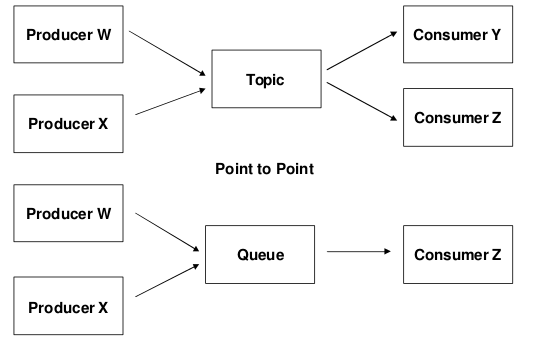 Producer W
Consumer Y
Topic
Producer X
Consumer Z
Point to Point
Producer W
Queue
Consumer Z
Producer X